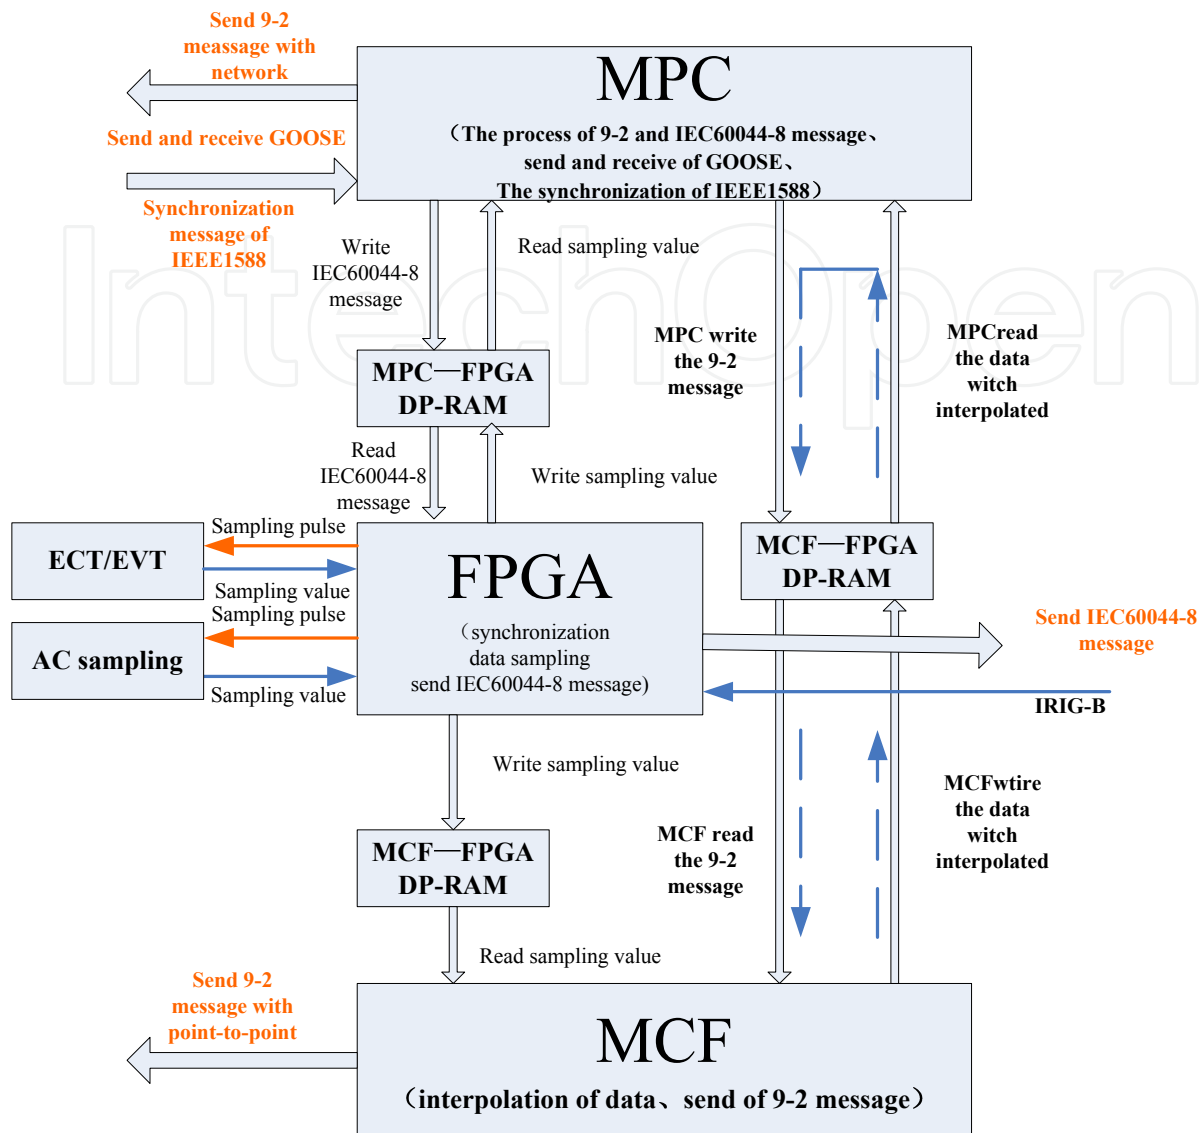 Send 9-2
meassage with
network
MPC
（The process of 9-2 and IEC60044-8 message、
send and receive of GOOSE、
The synchronization of IEEE1588）
Send and receive GOOSE
Synchronization
message of
IEEE1588
Write
IEC60044-8
message
Read sampling value
IntechOpen
MPC write
the 9-2
message
MPCread
the data
witch
interpolated
MPC—FPGA
DP-RAM
Read
IEC60044-8
message
Write sampling value
Sampling pulse
ECT/EVT
Sampling value
Sampling pulse
AC sampling
Sampling value
FPGA
（synchronization
data sampling
send IEC60044-8 message)
MCF—FPGA
DP-RAM
Send IEC60044-8
message
IRIG-B
Write sampling value
MCF—FPGA
DP-RAM
MCF read
the 9-2
message
MCFwtire
the data
witch
interpolated
Read sampling value
Send 9-2
message with
point-to-point
MCF
（interpolation of data、send of 9-2 message）